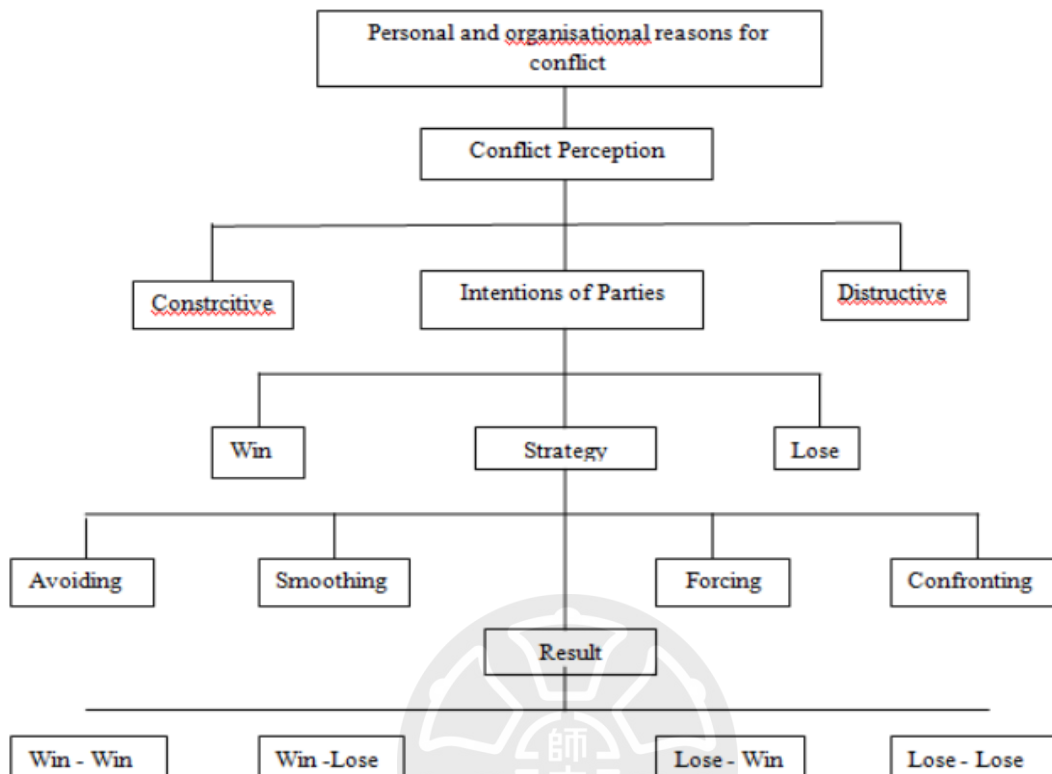 Personal and organisational reasons for
conflict
Conflict Perception
Constrcitive
Intentions of Parties
Distructive
Win
Strategy
Lose
Avoiding
Smoothing
Forcing
Confronting
Result
師
Win - Win
Win -Lose
Lose - Win
Lose - Lose